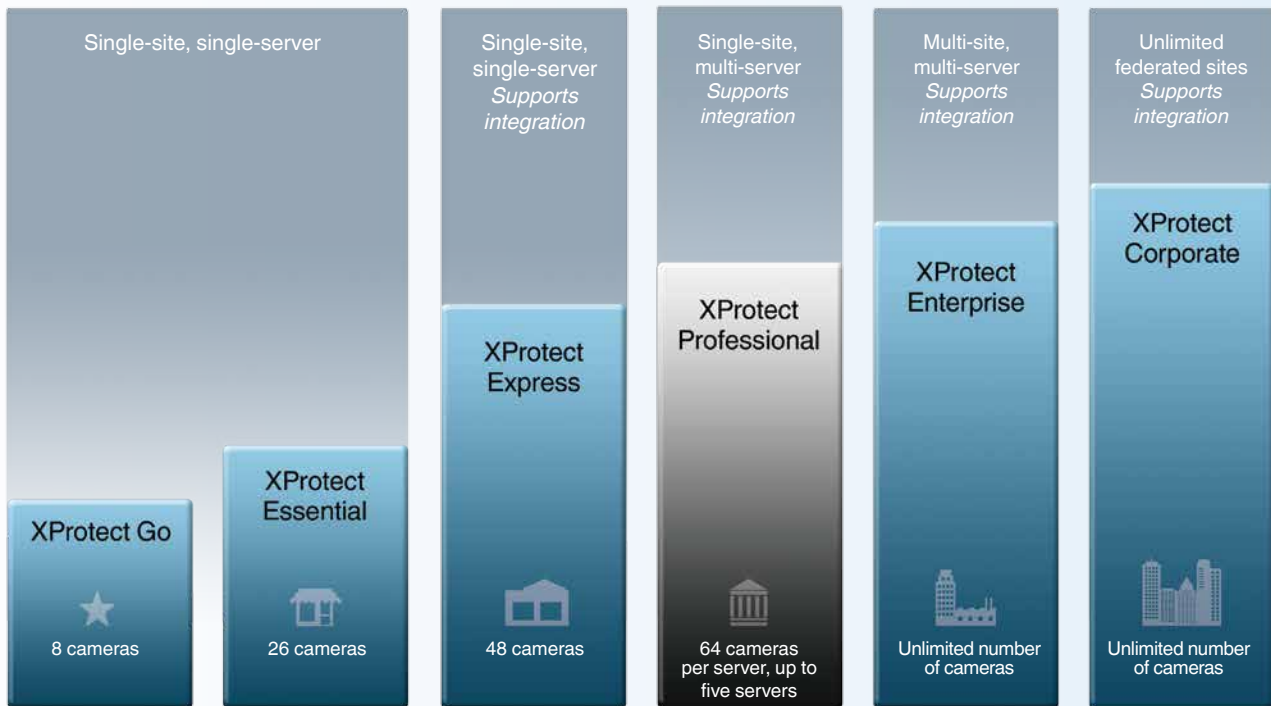 Single-site, single-server
Single-site,
single-server
Supports
integration
Single-site,
multi-server
Supports
integration
Multi-site,
multi-server
Supports
integration
Unlimited
federated sites
Supports
integration
XProtect Go
8 cameras
XProtect
Essential
26 cameras
XProtect
Express
48 cameras
XProtect
Professional
64 cameras
per server, up to
five servers
XProtect
Enterprise
Unlimited number
of cameras
XProtect
Corporate
Unlimited number
of cameras